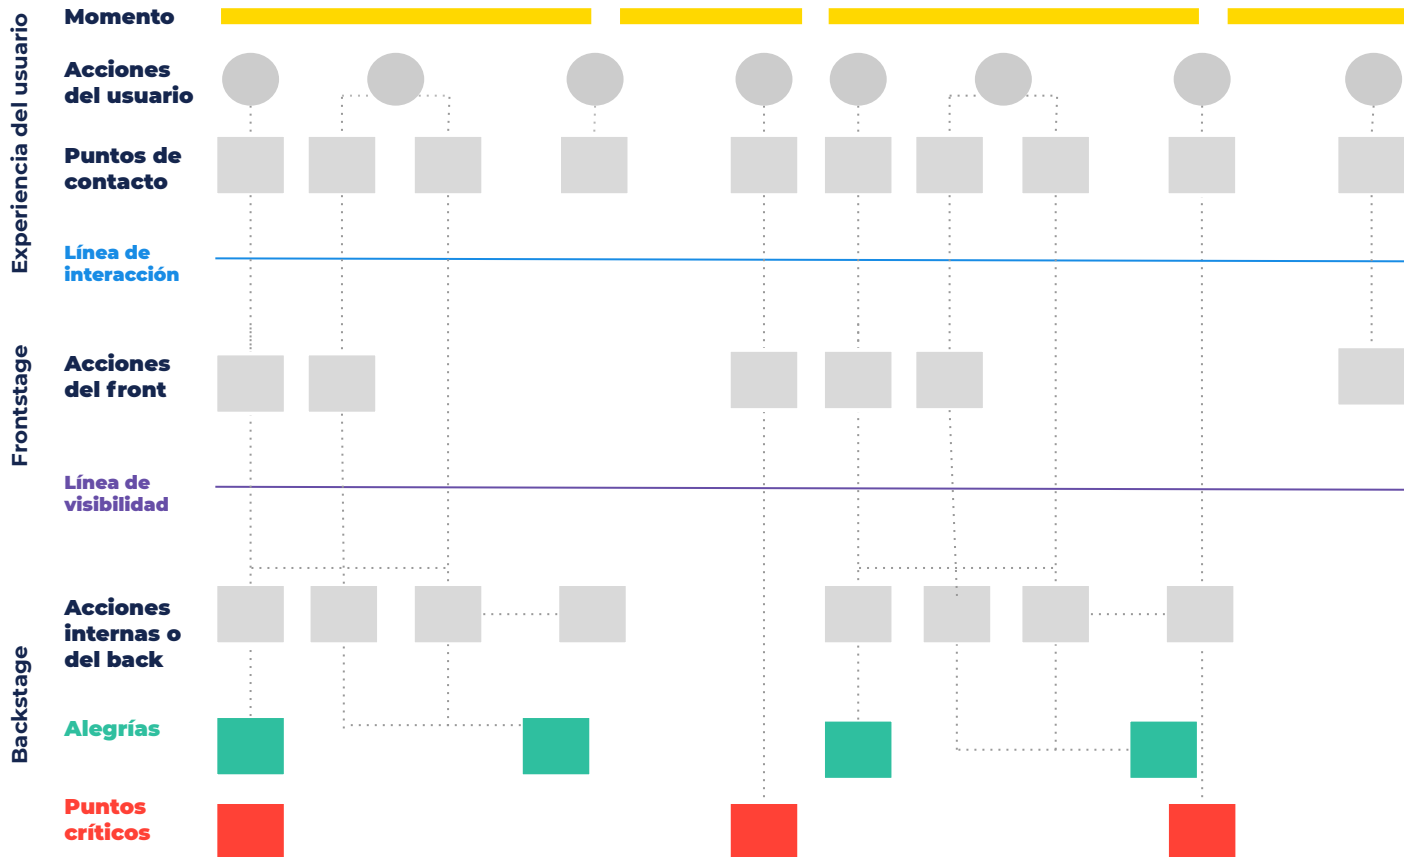 Experiencia del usuario
Momento
Acciones
del usuario
Puntos de
contacto
Línea de
interacción
Frontstage
Acciones
del front
Línea de
visibilidad
Backstage
Acciones
internas o
del back
Alegrías
Puntos
críticos